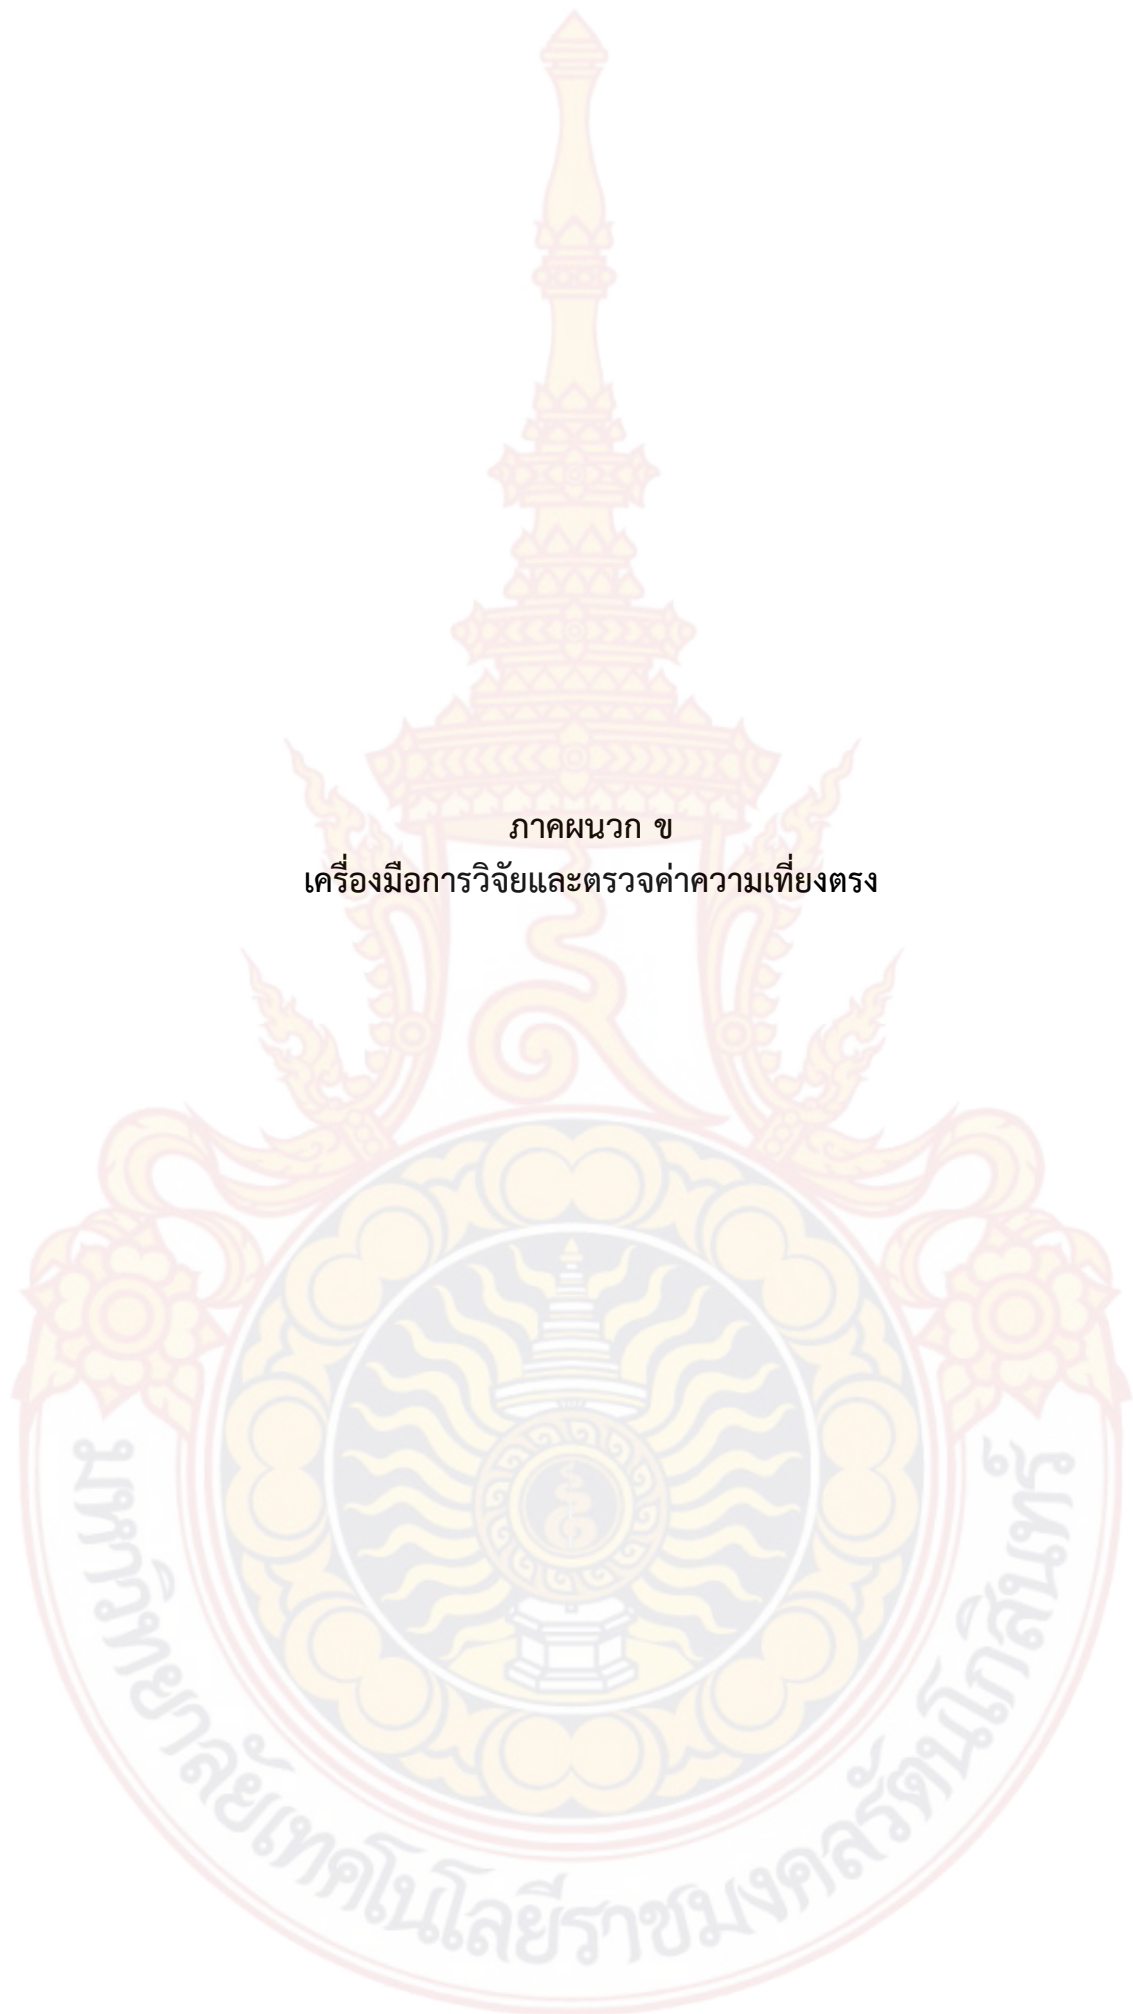 ภาคผนวก ข
เครื่องมือการวิจัยและตรวจค่าความเที่ยงตรง
มหาวิทยาลัยเทคโนโลยีราชมงคลรัตนโกสินทร์